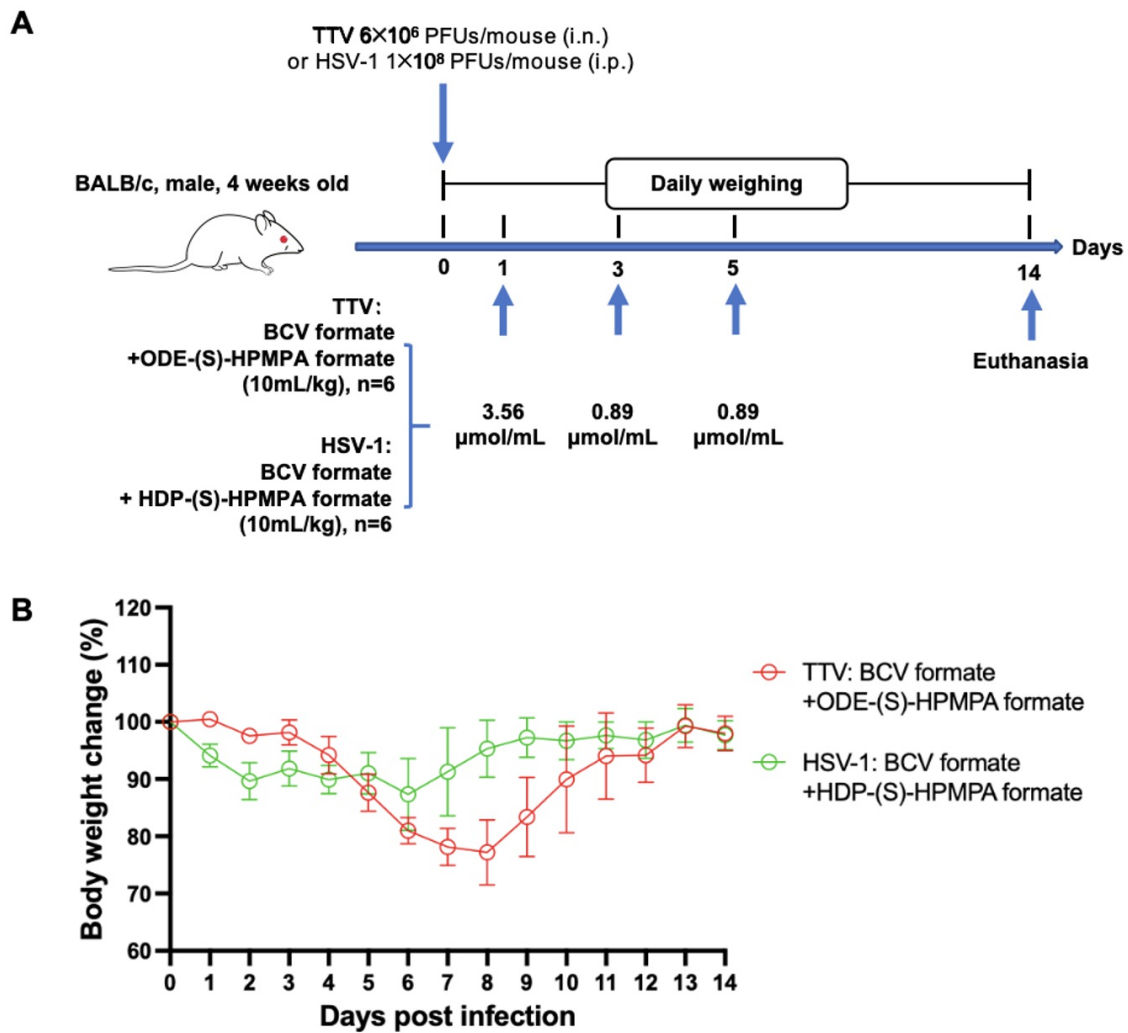 A
TTV 6×10⁶ PFUs/mouse (i.n.)
or HSV-1 1×10⁸ PFUs/mouse (i.p.)
BALB/c, male, 4 weeks old
Daily weighing
Days
0 1 3 5 14
TTV:
BCV formate
+ODE-(S)-HPMPA formate
(10mL/kg), n=6
HSV-1:
BCV formate
+ HDP-(S)-HPMPA formate
(10mL/kg), n=6
3.56 0.89 0.89
μmol/mL μmol/mL μmol/mL
Euthanasia
B
Body weight change (%)
120
110
100
90
80
70
60
0 1 2 3 4 5 6 7 8 9 10 11 12 13 14
Days post infection
TTV: BCV formate
+ODE-(S)-HPMPA formate
HSV-1: BCV formate
+HDP-(S)-HPMPA formate